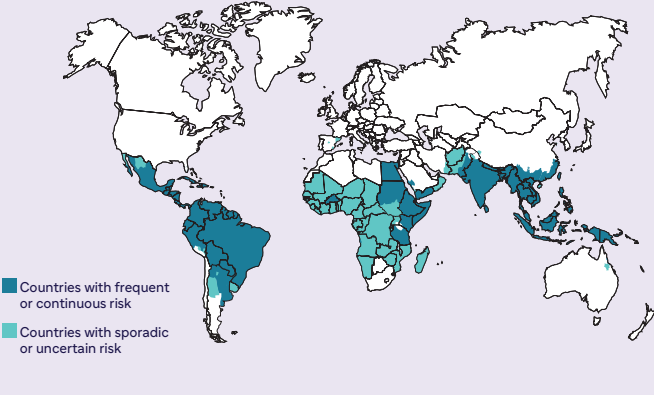 Countries with frequent
or continuous risk
Countries with sporadic
or uncertain risk